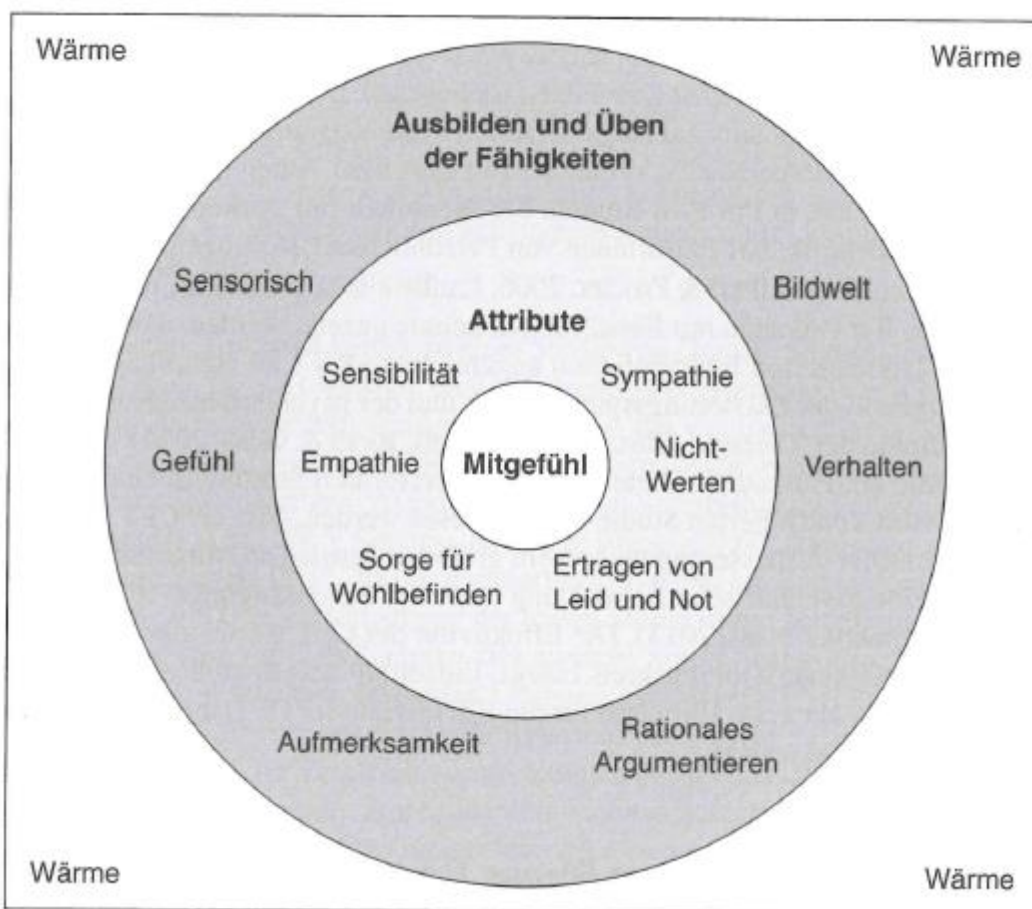 Wärme
Wärme
Ausbilden und Üben
der Fähigkeiten
Sensorisch
Bildwelt
Attribute
Sensibilität
Sympathie
Gefühl
Empathie
Mitgefühl
Nicht-
Werten
Verhalten
Sorge für
Wohlbefinden
Ertragen von
Leid und Not
Aufmerksamkeit
Rationales
Argumentieren
Wärme
Wärme